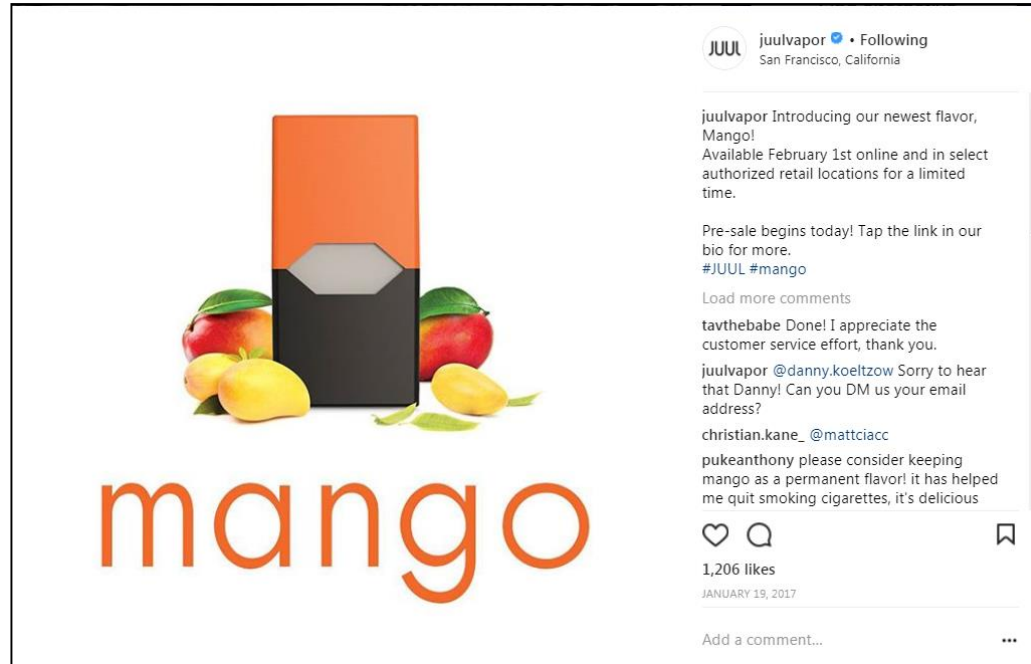 mango
JUUL
juulvapor • Following
San Francisco, California
juulvapor Introducing our newest flavor,
Mango!
Available February 1st online and in select
authorized retail locations for a limited
time.
Pre-sale begins today! Tap the link in our
bio for more.
#JUUL #mango
Load more comments
tavthebabe Done! I appreciate the
customer service effort, thank you.
juulvapor @danny.koeltzow Sorry to hear
that Danny! Can you DM us your email
address?
christian.kane_ @mattciacc
pukeanthony please consider keeping
mango as a permanent flavor! it has helped
me quit smoking cigarettes, it's delicious
1,206 likes
JANUARY 19, 2017
Add a comment...